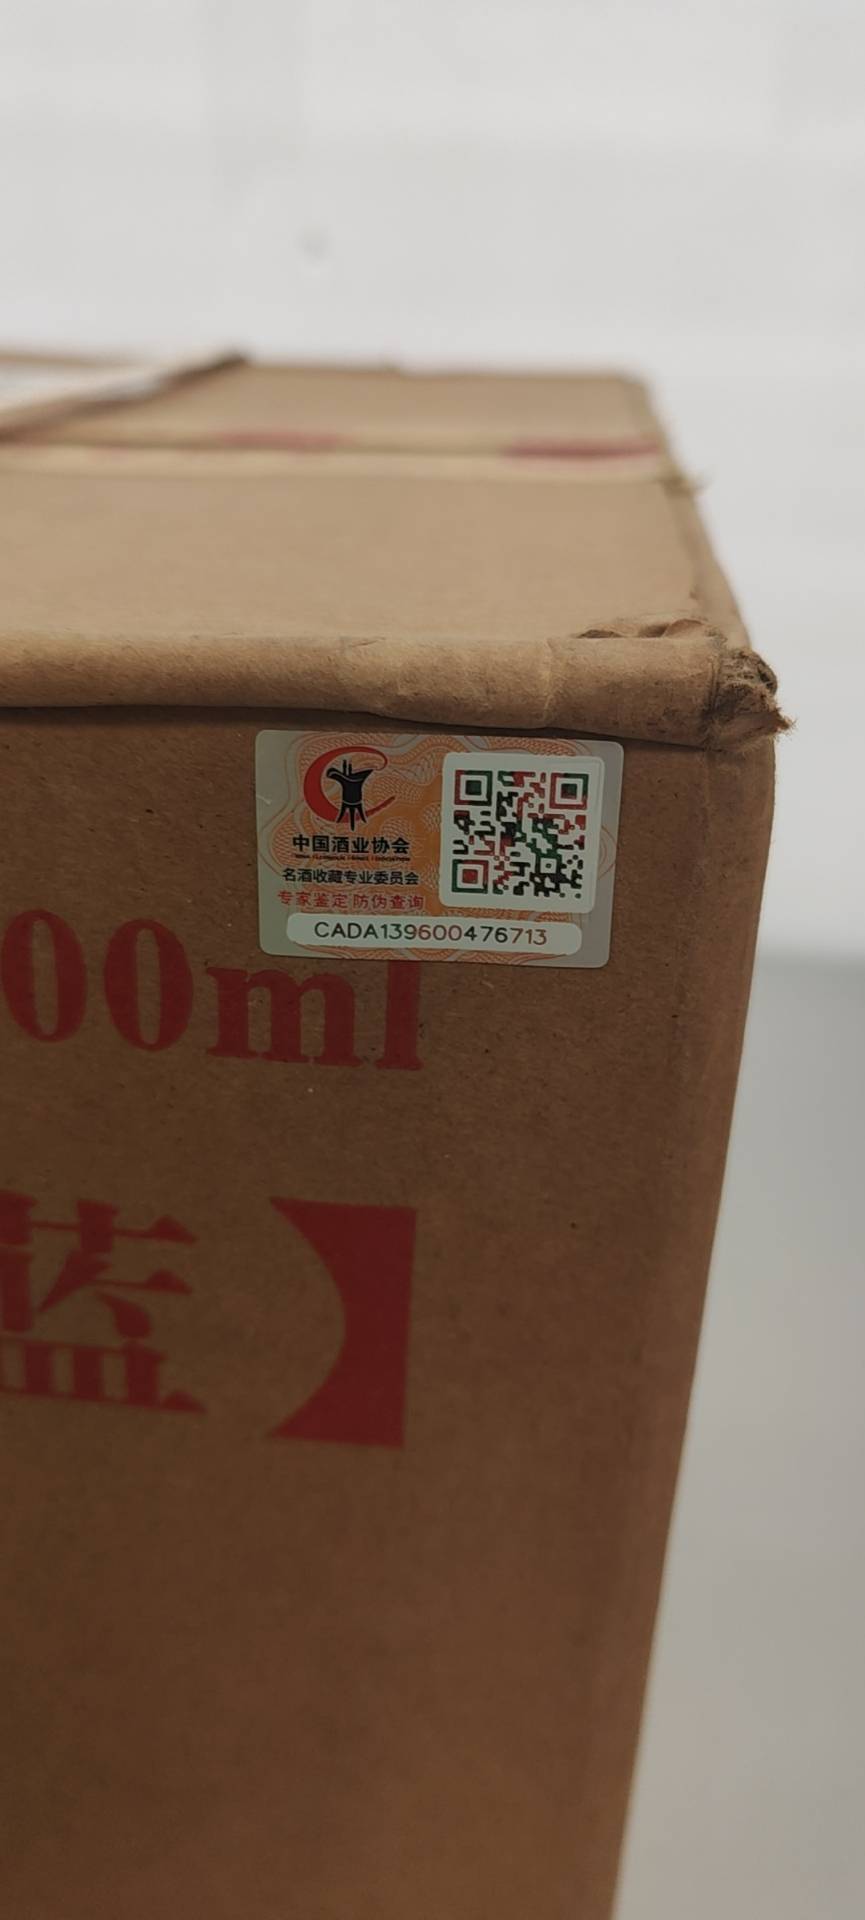 中国酒业协会
名酒收藏专业委员会
专家鉴定 防伪查询
CADA139600476713
00ml
蓝】